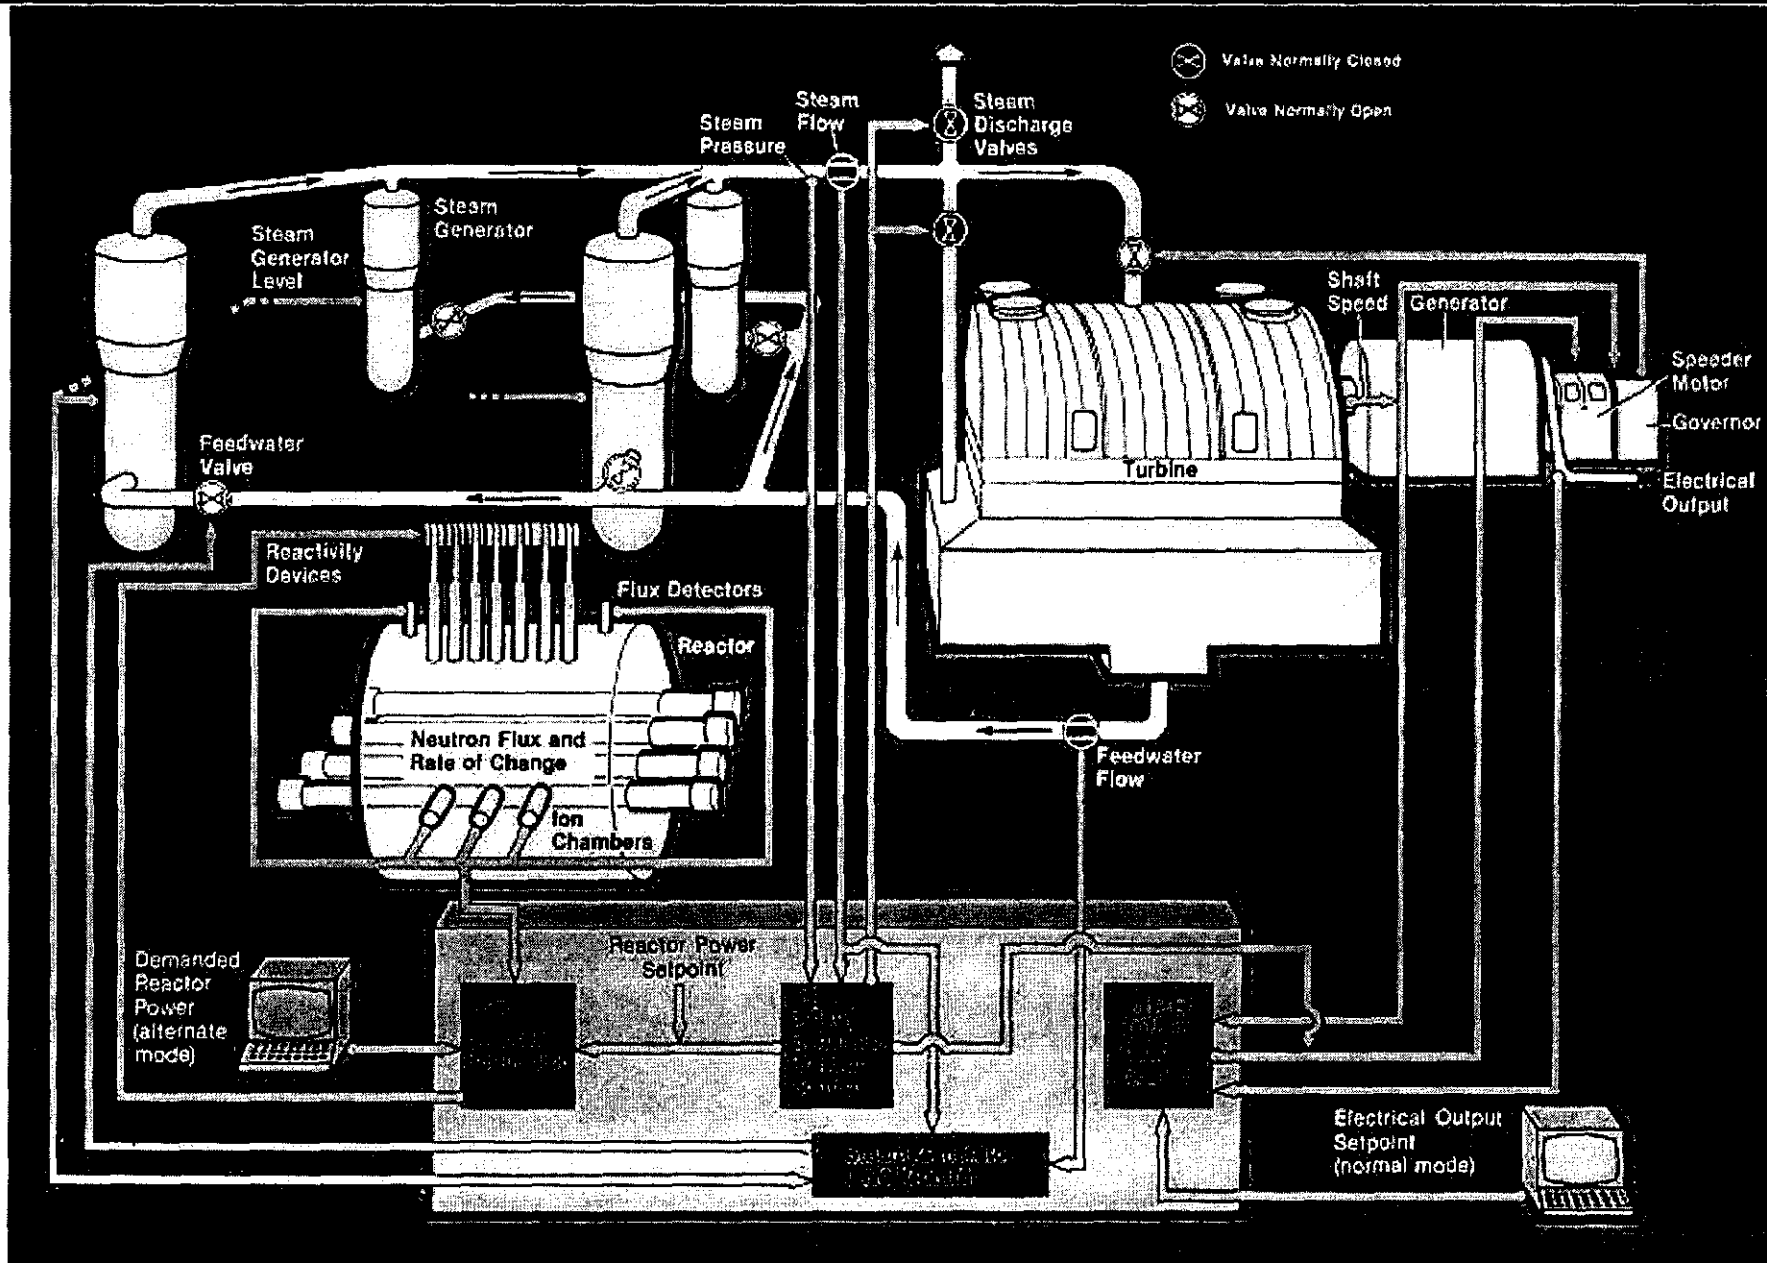 Valve Normally Closed
Valve Normally Open
Steam
Flow
Steam
Pressure
Steam
Discharge
Valves
Steam
Generator
Steam
Generator
Level
Shaft
Speed
Generator
Speeder
Motor
Governor
Electrical
Output
Feedwater
Valve
Turbine
Reactivity
Devices
Flux Detectors
Reactor
Neutron Flux and
Rate of Change
Ion
Chambers
Feedwater
Flow
Reactor Power
Setpoint
Demanded
Reactor
Power
(alternate
mode)
Electrical Output
Setpoint
(normal mode)